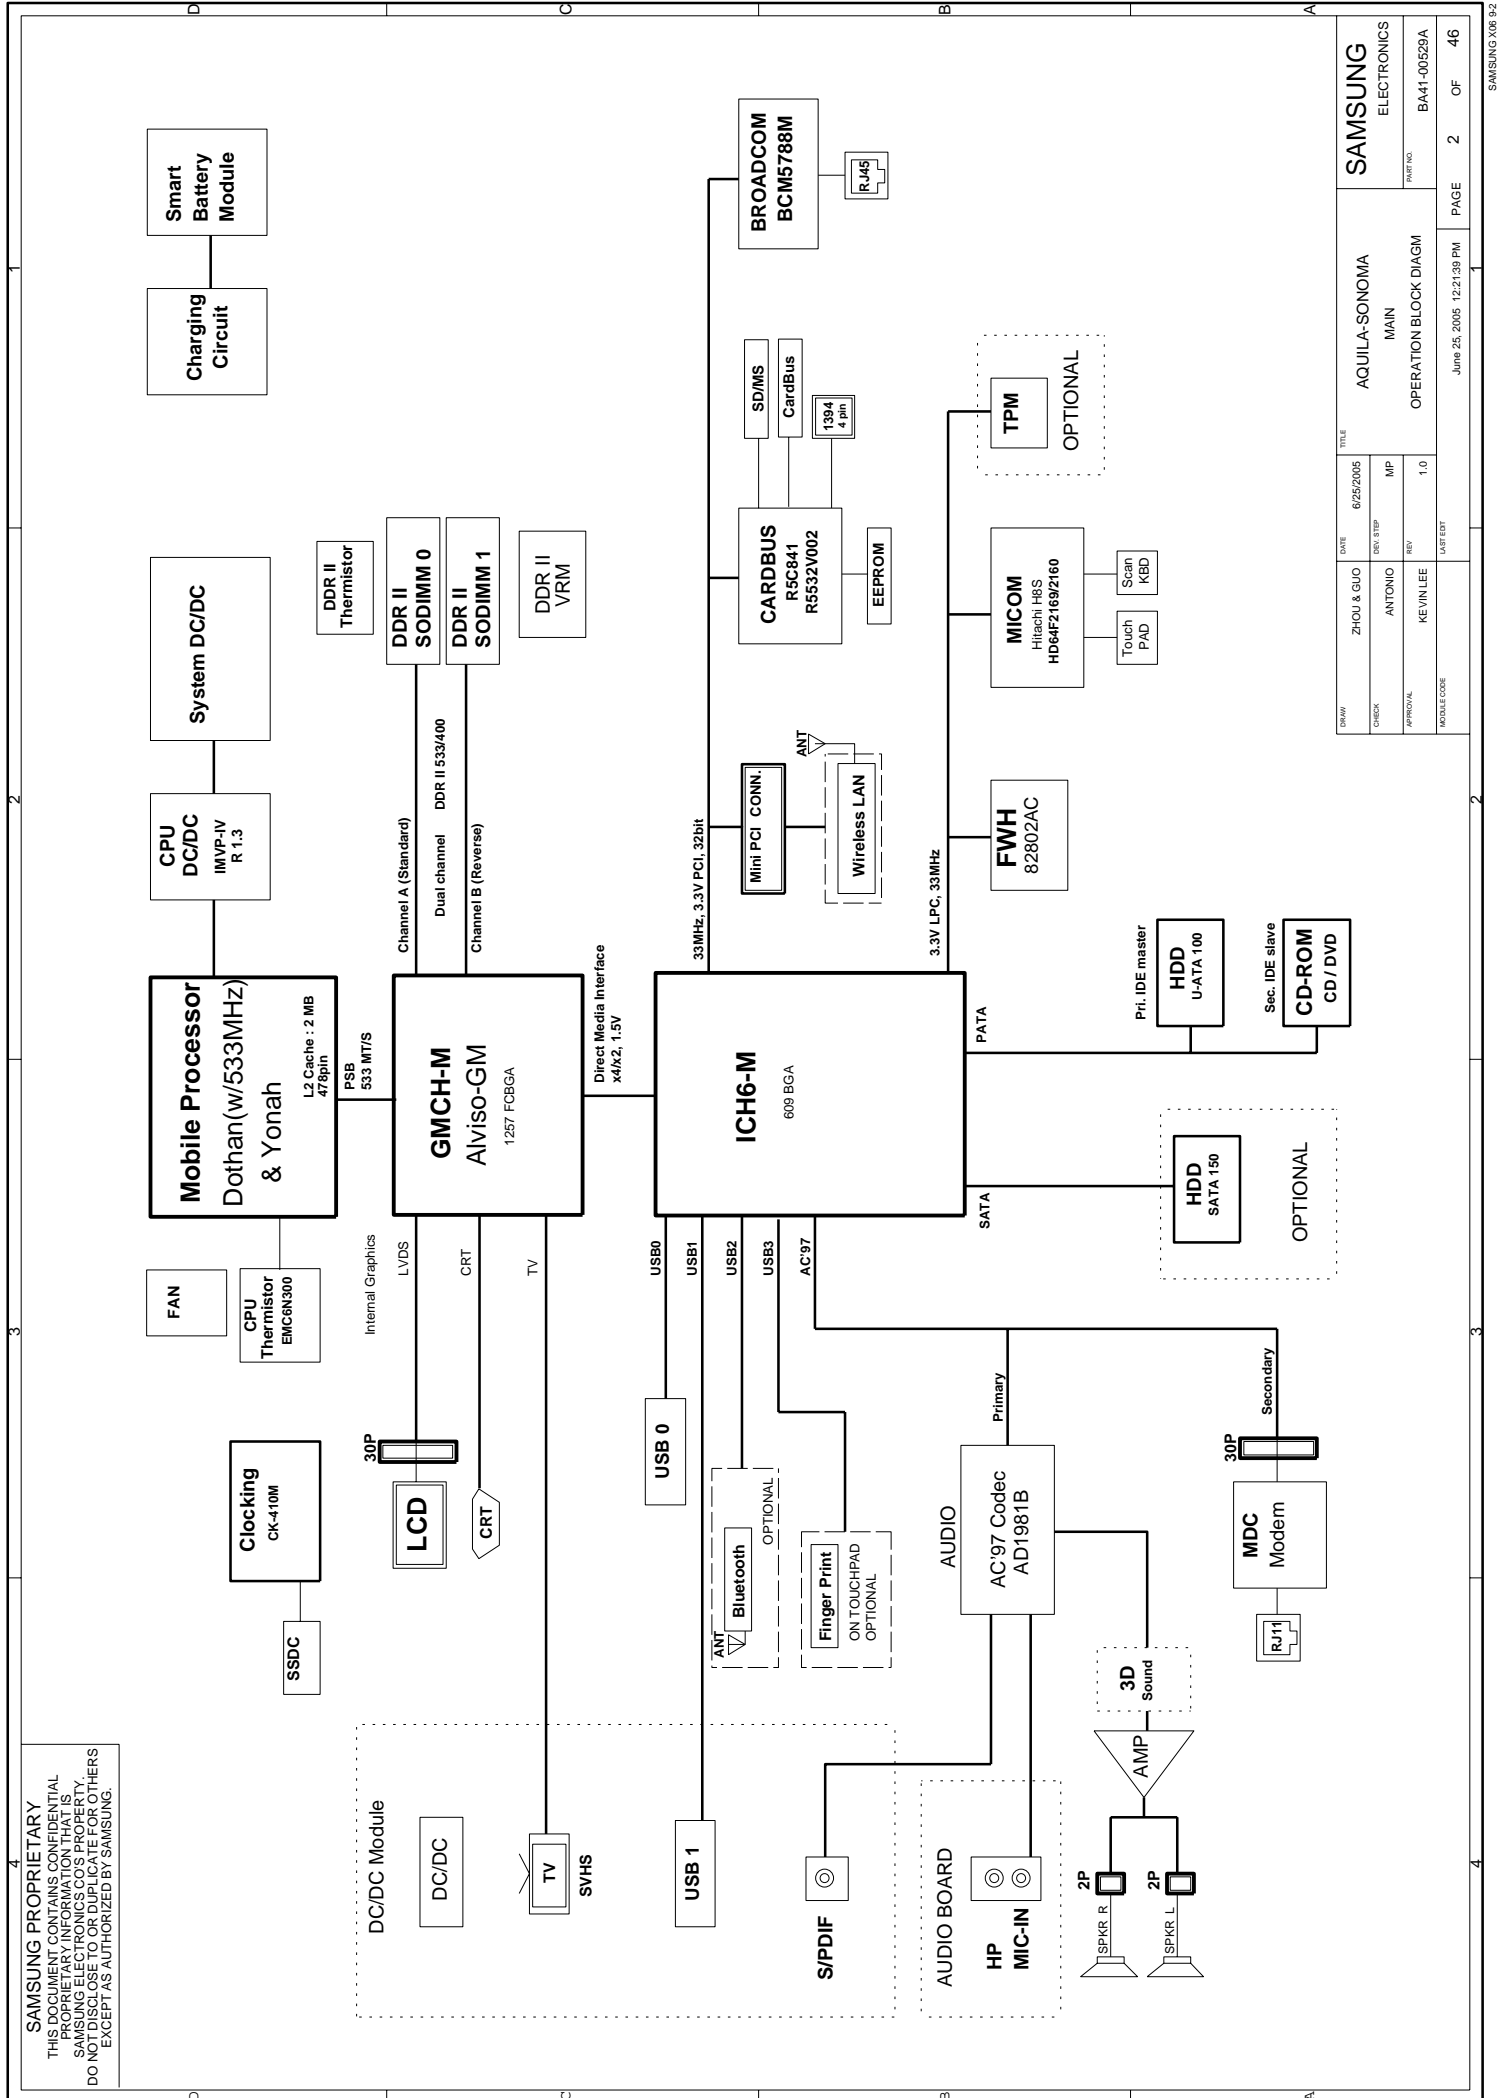 SAMSUNG PROPRIETARY
THIS DOCUMENT CONTAINS CONFIDENTIAL
PROPRIETARY INFORMATION THAT IS
SAMSUNG ELECTRONICS CO'S PROPERTY.
DO NOT DISCLOSE TO OR DUPLICATE FOR OTHERS
EXCEPT AS AUTHORIZED BY SAMSUNG.
4
3
2
1
D
C
B
A
SSDC
Clocking
CK-410M
FAN
CPU
Thermistor
EMC6N300
Mobile Processor
Dothan(w/533MHz)
& Yonah
L2 Cache : 2 MB
478pin
CPU
DC/DC
IMVP-IV
R 1.3
System DC/DC
Charging
Circuit
Smart
Battery
Module
PSB
533 MT/S
DC/DC Module
DC/DC
TV
SVHS
30P
LCD
CRT
Internal Graphics
LVDS
CRT
TV
GMCH-M
Alviso-GM
1257 FCBGA
Channel A (Standard)
Dual channel
DDR II 533/400
Channel B (Reverse)
DDR II
Thermistor
DDR II
SODIMM 0
DDR II
SODIMM 1
DDR II
VRM
Direct Media Interface
x4/x2, 1.5V
USB 1
S/PDIF
USB 0
ANT
Bluetooth
OPTIONAL
Finger Print
ON TOUCHPAD
OPTIONAL
USB0
USB1
USB2
USB3
AC'97
ICH6-M
609 BGA
33MHz, 3.3V PCI, 32bit
Mini PCI CONN.
ANT
Wireless LAN
CARDBUS
R5C841
R5532V002
EEPROM
SD/MS
CardBus
1394
4 pin
BROADCOM
BCM5788M
RJ45
3.3V LPC, 33MHz
FWH
82802AC
MICOM
Hitachi H8S
HD64F2169/2160
Touch
PAD
Scan
KBD
TPM
OPTIONAL
AUDIO BOARD
HP
MIC-IN
AUDIO
AC'97 Codec
AD1981B
Primary
Secondary
3D
Sound
AMP
2P
SPKR R
2P
SPKR L
30P
MDC
Modem
RJ11
SATA
HDD
SATA 150
OPTIONAL
PATA
Pri. IDE master
HDD
U-ATA 100
Sec. IDE slave
CD-ROM
CD / DVD
DRAW
ZHOU & GUO
DATE
6/25/2005
TITLE
AQUILA-SONOMA
MAIN
OPERATION BLOCK DIAGM
SAMSUNG
ELECTRONICS
CHECK
ANTONIO
DEV. STEP
MP
APPROVAL
KEVIN LEE
REV
1.0
PART NO.
BA41-00529A
MODULE CODE
LAST EDIT
June 25, 2005 12:21:39 PM
PAGE
2
OF
46
4
3
2
1
D
C
B
A
SAMSUNG X06 9-2